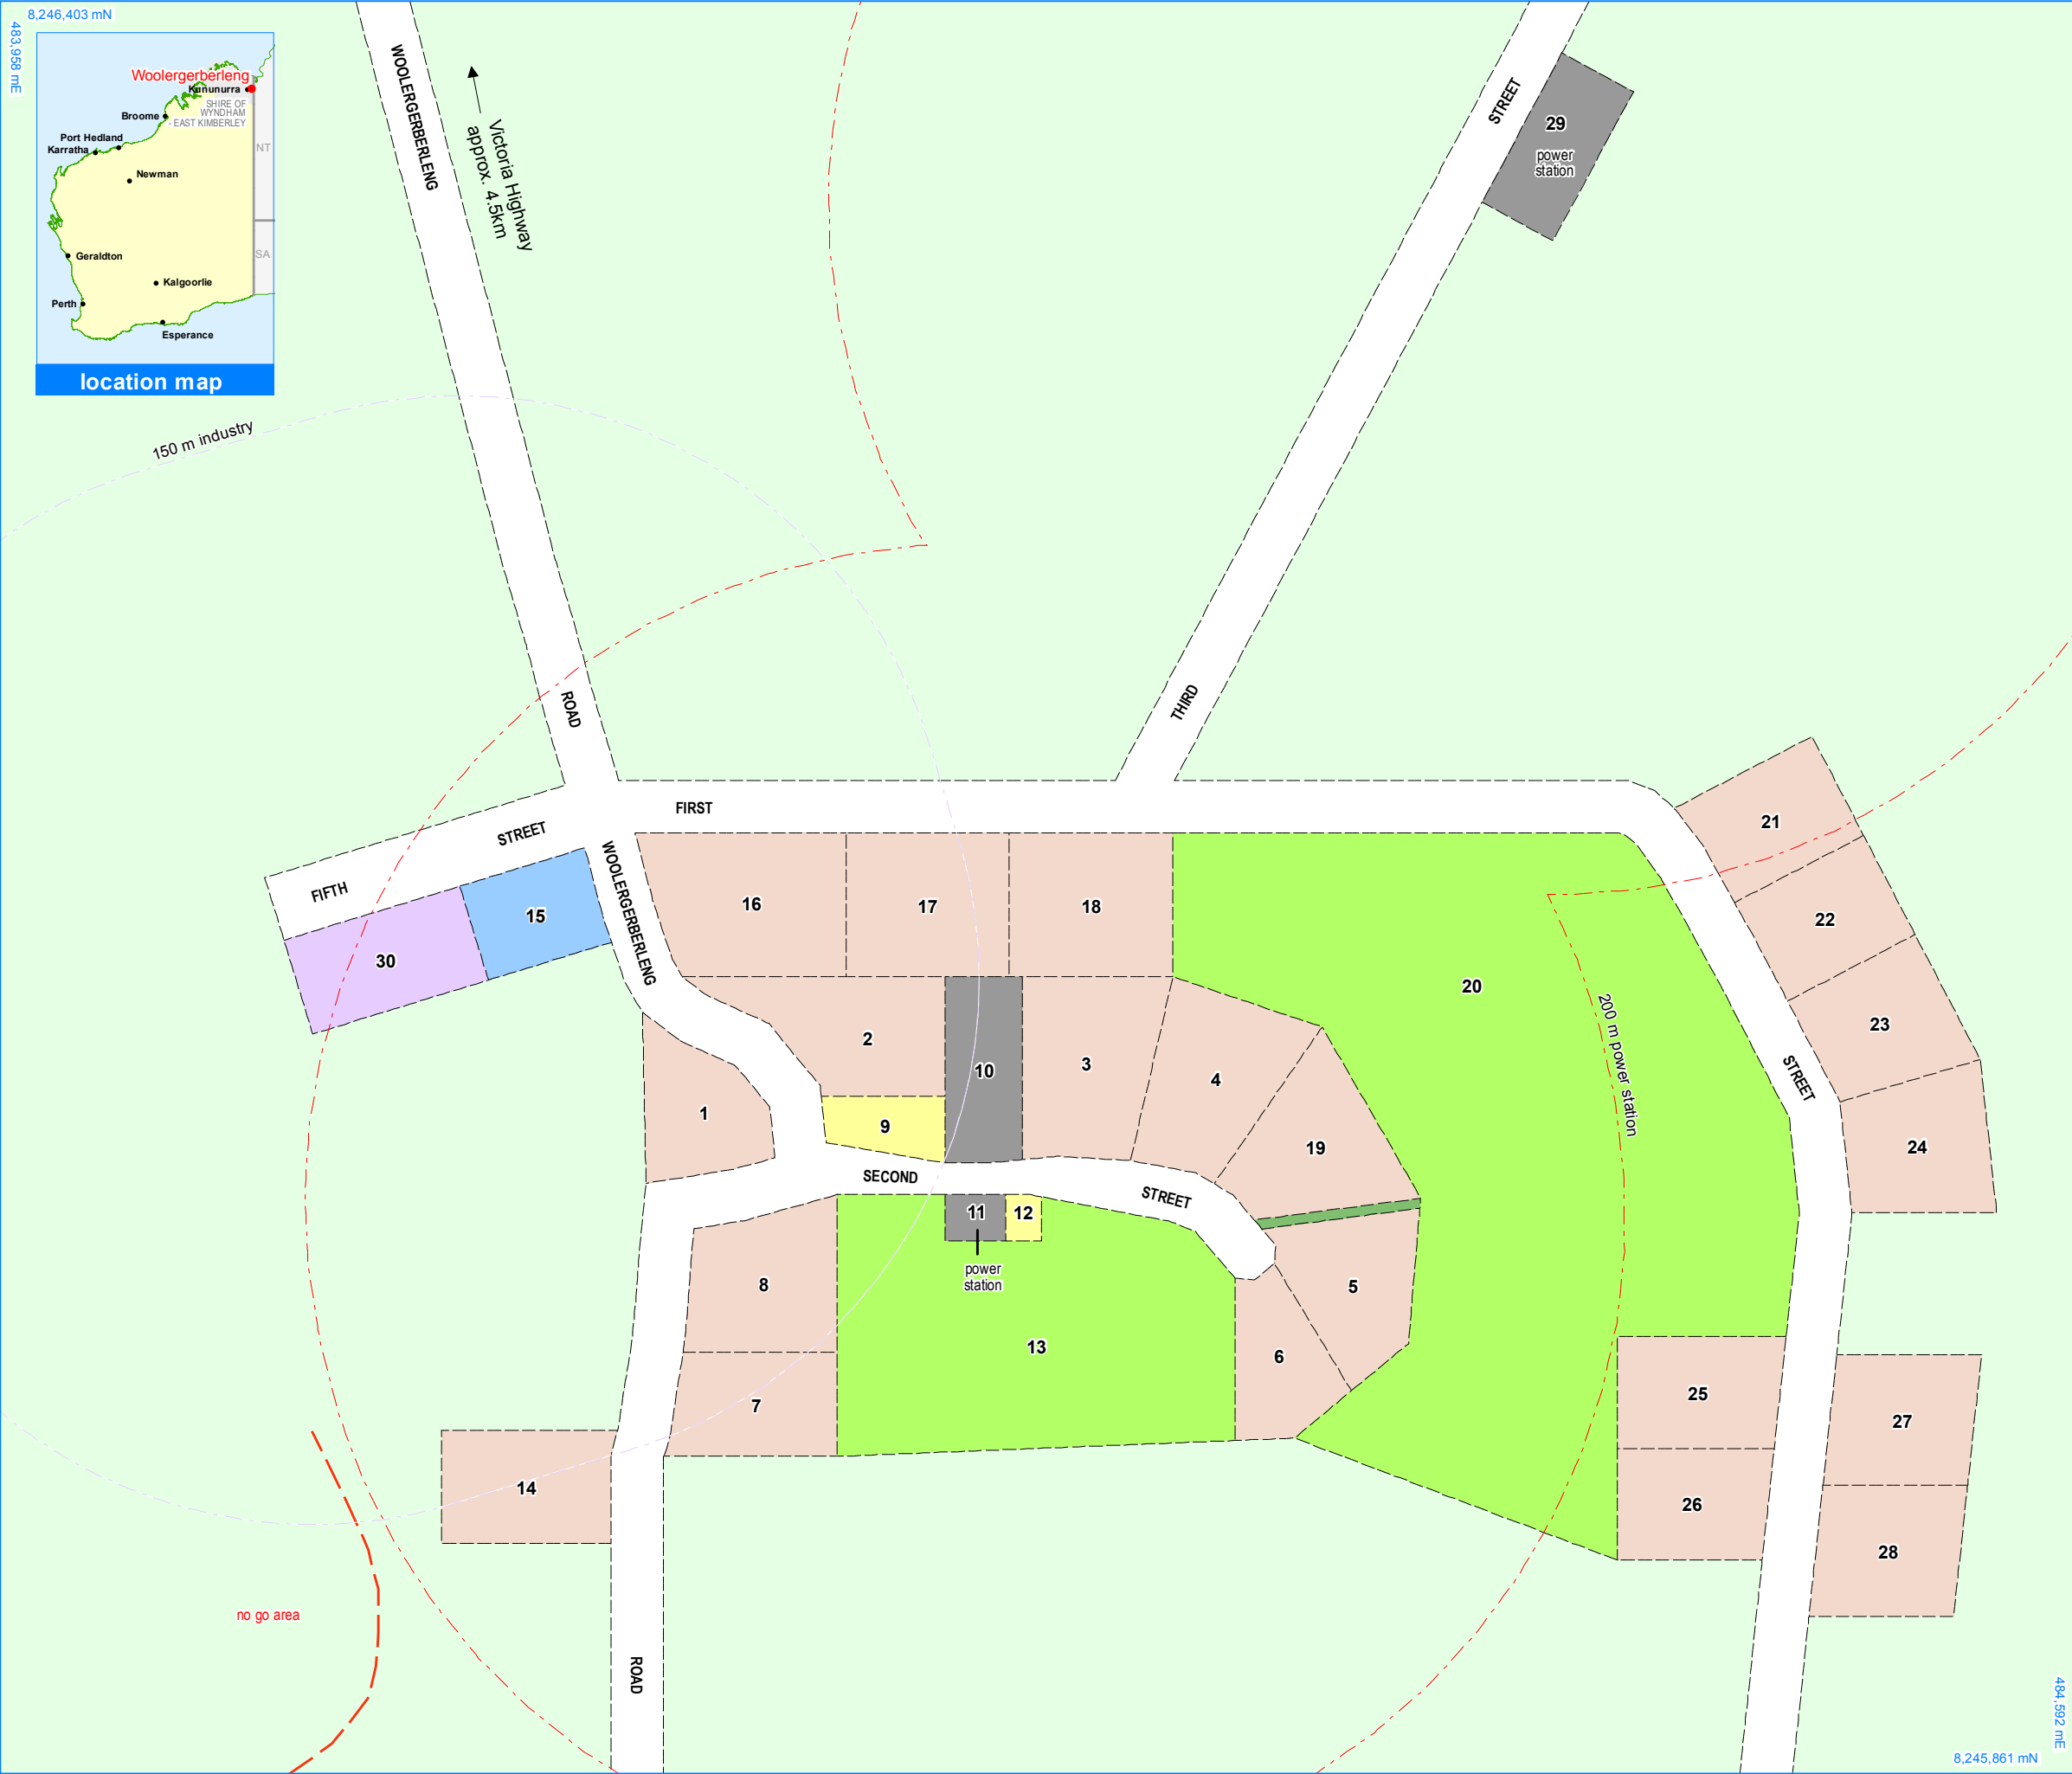 8,246,403 mN
483,958 mE
Woolergerberleng
Kununurra
SHIRE OF
WYNDHAM
- EAST KIMBERLEY
Broome
Port Hedland
Karratha
NT
Newman
SA
Geraldton
Kalgoorlie
Perth
Esperance
location map
WOOLERGERBERLENG
Victoria Highway
approx. 4.5km
STREET
29
power
station
150 m industry
ROAD
THIRD
FIRST
STREET
FIFTH
WOOLERGERBERLENG
21
16
17
18
15
22
30
20
200 m power station
23
2
3
10
4
STREET
1
9
19
24
SECOND
STREET
11
12
power
station
8
5
13
6
25
7
27
14
26
28
no go area
ROAD
484,592 mE
8,245,861 mN